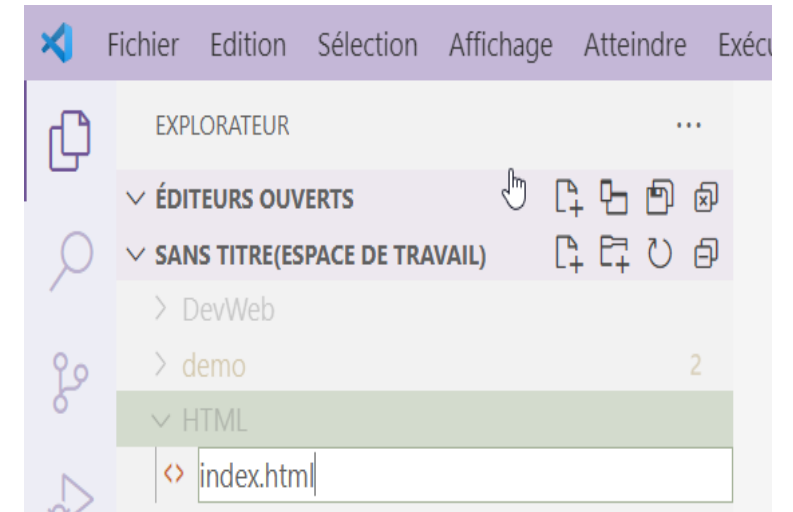 Fichier Edition Sélection Affichage Atteindre
EXPLORATEUR ...
ÉDITEURS OUVERTS
SANS TITRE(ESPACE DE TRAVAIL)
DevWeb
demo 2
HTML
<> index.html